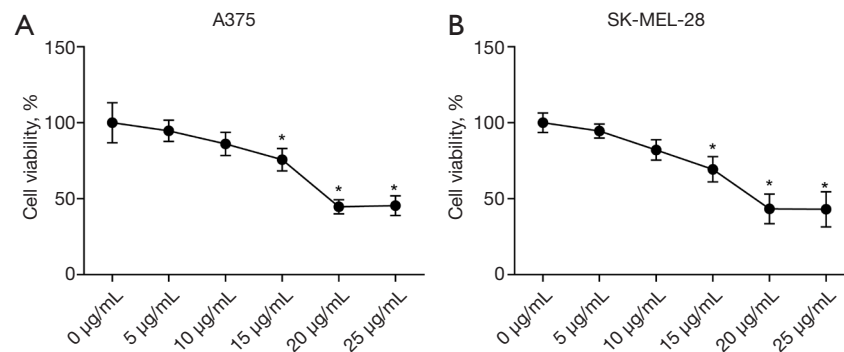 A
A375
Cell viability, %
150
100
50
0
*
*
*
0 µg/mL
5 µg/mL
10 µg/mL
15 µg/mL
20 µg/mL
25 µg/mL
B
SK-MEL-28
Cell viability, %
150
100
50
0
*
*
*
0 µg/mL
5 µg/mL
10 µg/mL
15 µg/mL
20 µg/mL
25 µg/mL